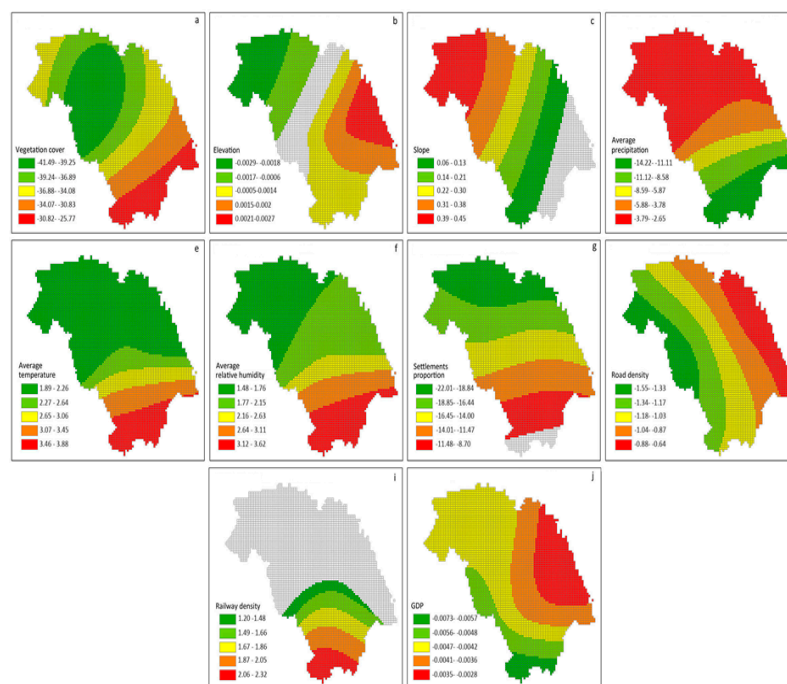 a
Vegetation cover
-41.49- -39.25
-39.24 - -36.89
-36.88 - -34.08
-34.07- -30.83
-30.82 - -25.77
b
Elevation
-0.0029- -0.0018
-0.0017- -0.0006
-0.0005-0.0014
0.0015-0.002
0.0021-0.0027
c
Slope
0.06 - 0.13
0.14 - 0.21
0.22 - 0.30
0.31 - 0.38
0.39 - 0.45
Average
precipitation
-14.22- -11.11
-11.12- -8.58
-8.59- -5.87
-5.88 - -3.78
-3.79 - -2.65
e
Average
temperature
1.89 - 2.26
2.27 - 2.64
2.65 - 3.06
3.07 - 3.45
3.46 - 3.88
f
Average
relative humidity
1.48 - 1.76
1.77 - 2.15
2.16 - 2.63
2.64 - 3.11
3.12 - 3.62
g
Settlements
proportion
-22.01- -18.84
-18.85- -16.44
-16.45- -14.00
-14.01- -11.47
-11.48- -8.70
Road density
-1.55- -1.33
-1.34 - -1.17
-1.18 - -1.03
-1.04 - -0.87
-0.88 - -0.64
i
Railway density
1.20 - 1.48
1.49 - 1.66
1.67 - 1.86
1.87 - 2.05
2.06 - 2.32
j
GDP
-0.0073- -0.0057
-0.0056- -0.0048
-0.0047- -0.0042
-0.0041- -0.0036
-0.0035- -0.0028